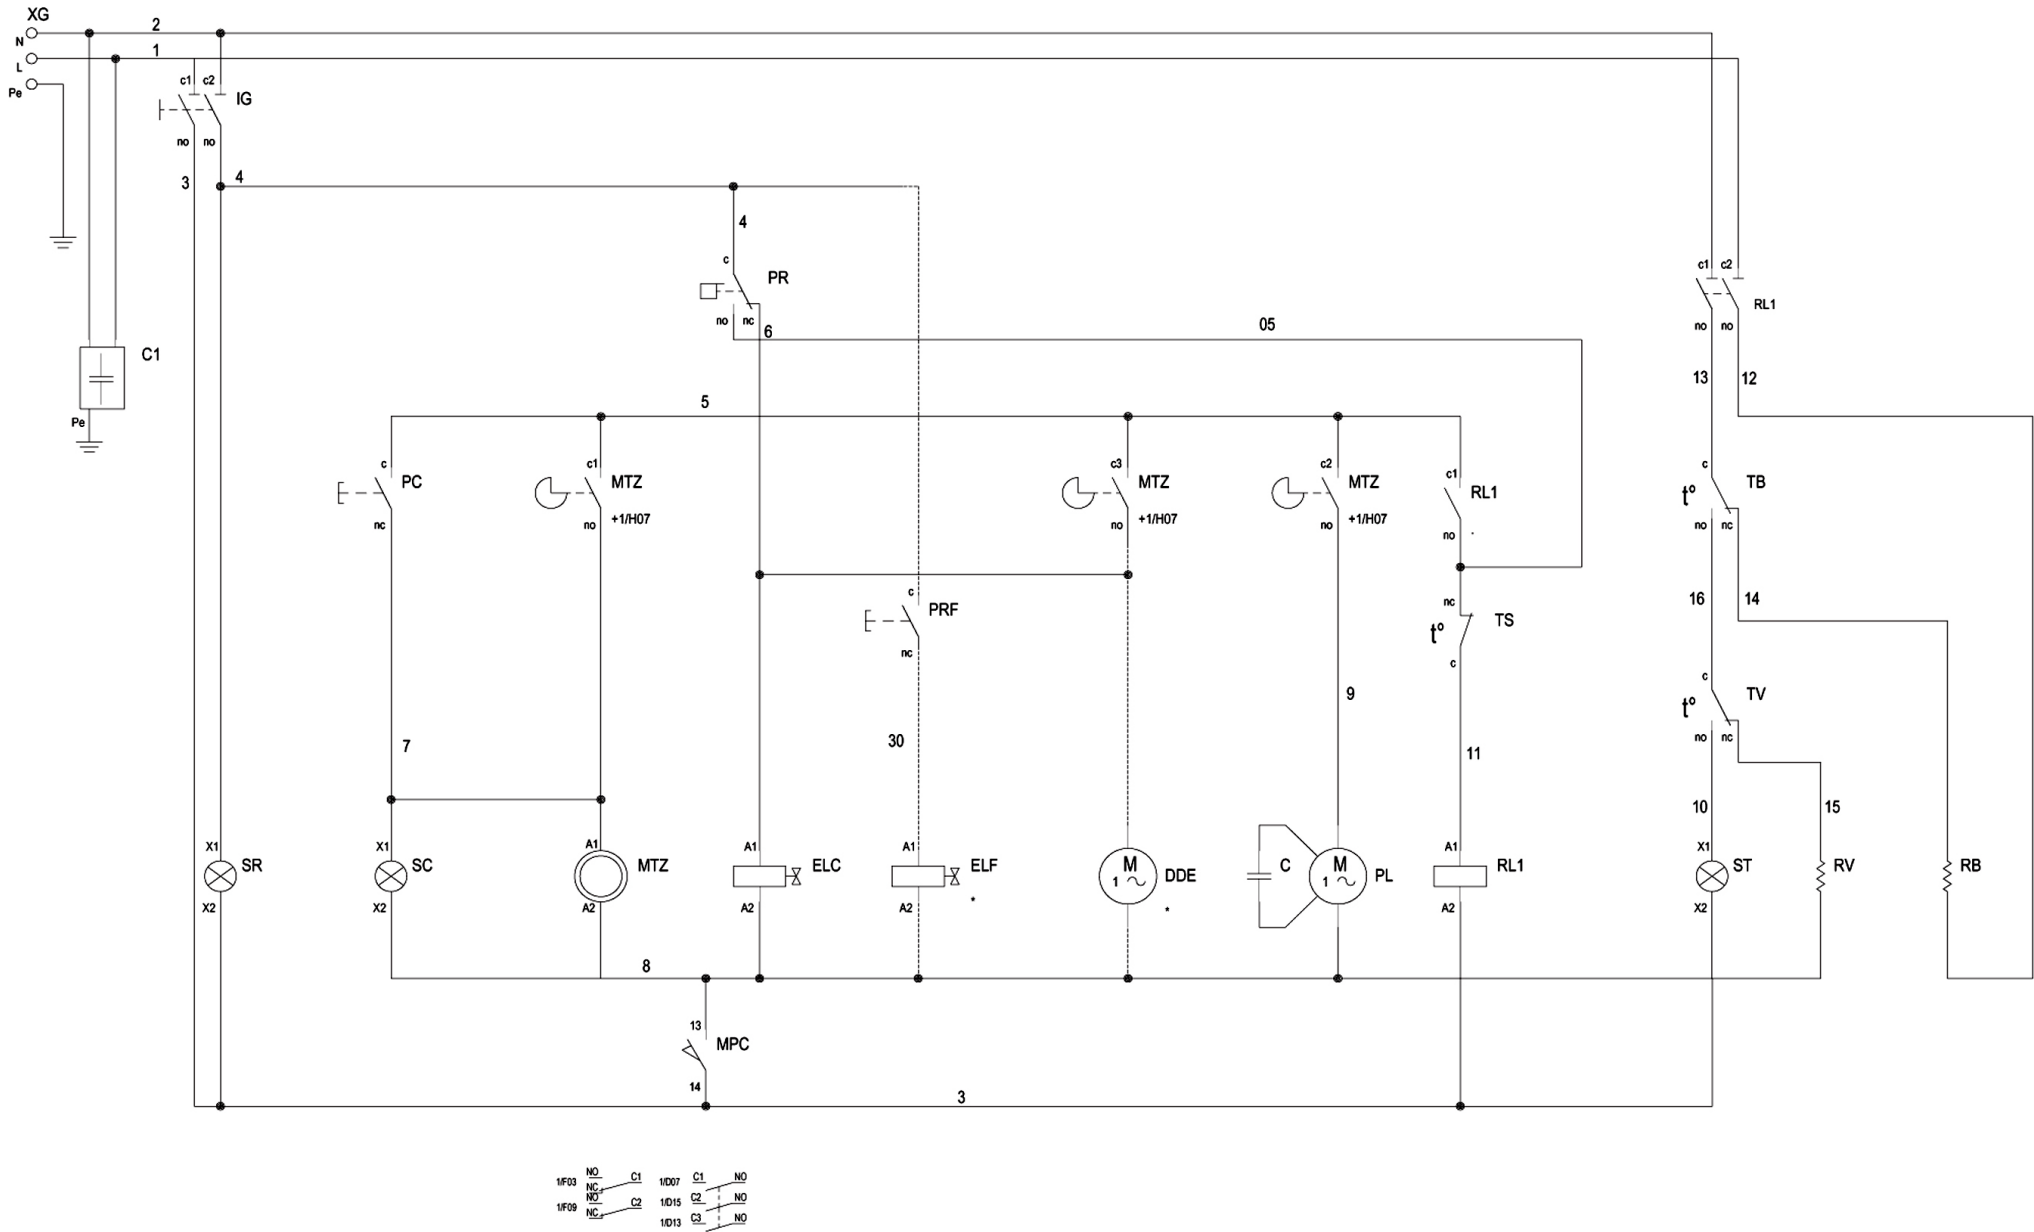 XG
2
N
1
L
Pe
c1 c2
IG
no no
3
4
4
c
PR
no nc
6
05
c1 c2
RL1
no no
C1
Pe
13
12
5
c
PC
nc
c1
MTZ
no
+1/H07
c3
MTZ
no
+1/H07
c2
MTZ
no
+1/H07
c1
RL1
no
c
TB
t°
no nc
c
PRF
nc
nc
TS
t°
c
16
14
c
TV
t°
no nc
7
30
9
11
10
15
X1
SR
X2
X1
SC
X2
A1
MTZ
A2
A1
ELC
A2
A1
ELF
A2
*
M
1 ~
DDE
*
C
M
1 ~
PL
A1
RL1
A2
X1
ST
X2
RV
RB
8
13
MPC
14
3
1/F03 NO C1
NC
1/F09 NO C2
NC
1/D07 C1 NO
1/D15 C2 NO
1/D13 C3 NO